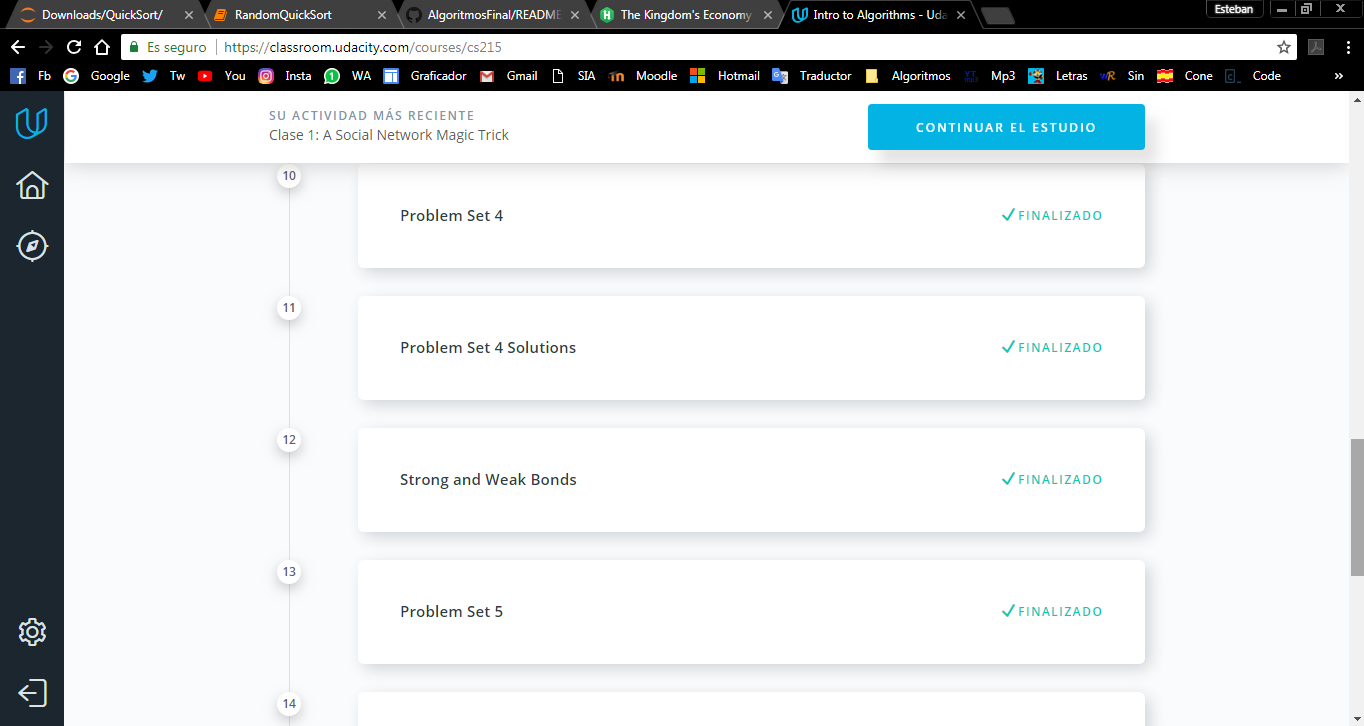 Downloads/QuickSort/
RandomQuickSort
AlgoritmosFinal/README
The Kingdom's Economy
Intro to Algorithms - Uda
Esteban
Es seguro
https://classroom.udacity.com/courses/cs215
Fb
Google
Tw
You
Insta
WA
Graficador
Gmail
SIA
Moodle
Hotmail
Traductor
Algoritmos
Mp3
Letras
Sin
Cone
Code
SU ACTIVIDAD MÁS RECIENTE
Clase 1: A Social Network Magic Trick
CONTINUAR EL ESTUDIO
10
Problem Set 4
FINALIZADO
11
Problem Set 4 Solutions
FINALIZADO
12
Strong and Weak Bonds
FINALIZADO
13
Problem Set 5
FINALIZADO
14